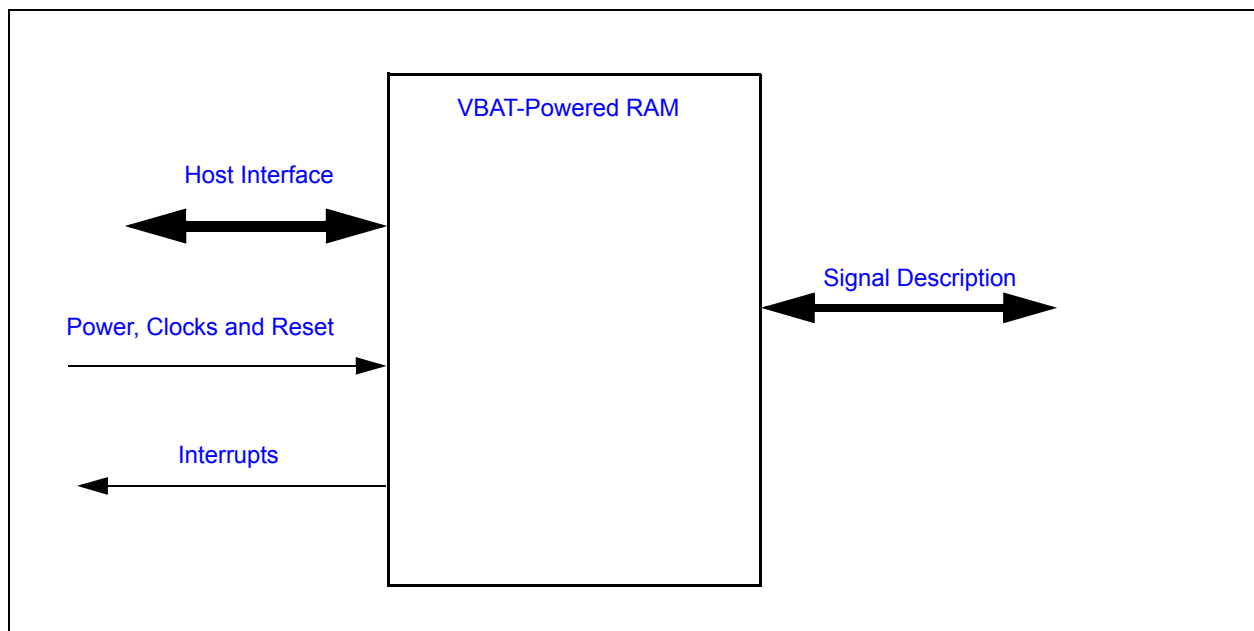 VBAT-Powered RAM
Host Interface
Signal Description
Power, Clocks and Reset
Interrupts